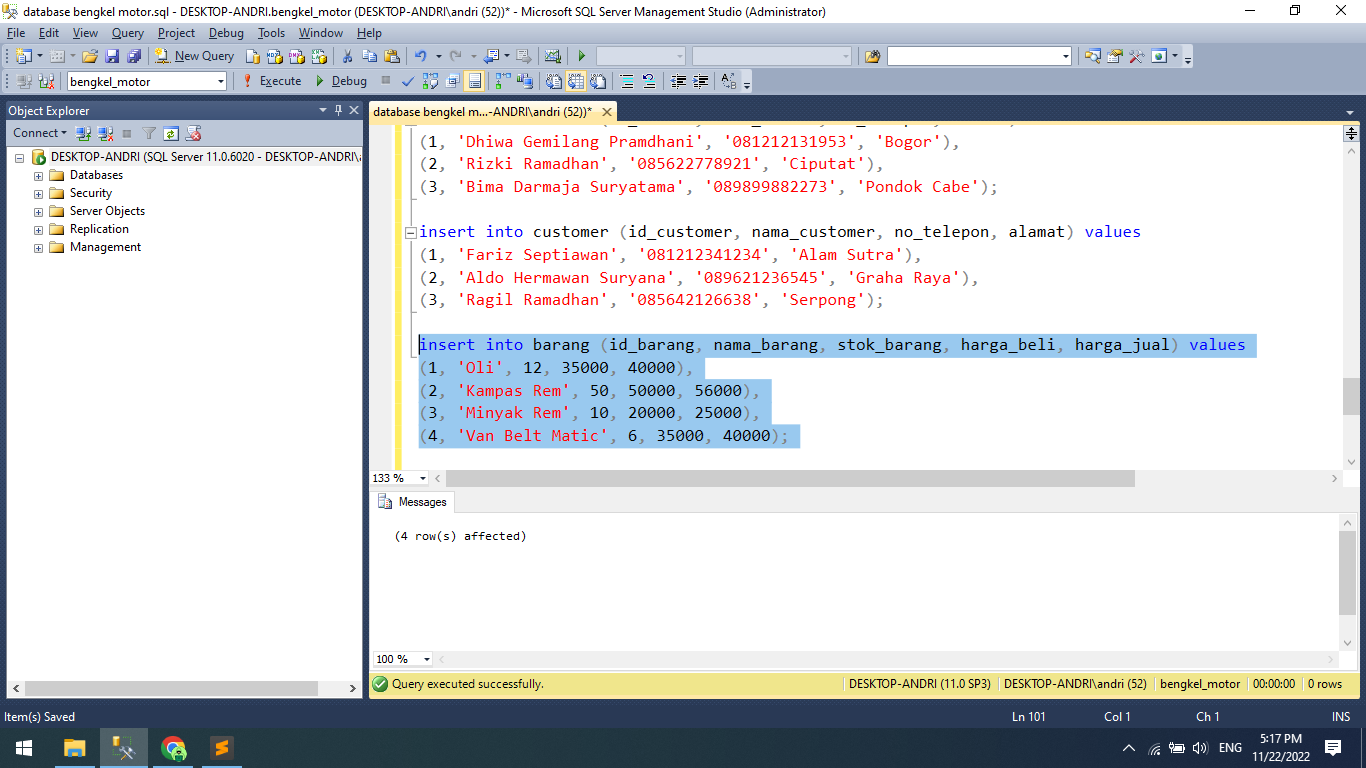 database bengkel motor.sql - DESKTOP-ANDRI.bengkel_motor (DESKTOP-ANDRI\andri (52))* - Microsoft SQL Server Management Studio (Administrator)
File Edit View Query Project Debug Tools Window Help
New Query
bengkel_motor Execute Debug
Object Explorer
Connect
DESKTOP-ANDRI (SQL Server 11.0.6020 - DESKTOP-ANDRI\
Databases
Security
Server Objects
Replication
Management
database bengkel m...-ANDRI\andri (52))*
(1, 'Dhiwa Gemilang Pramdhani', '081212131953', 'Bogor'),
(2, 'Rizki Ramadhan', '085622778921', 'Ciputat'),
(3, 'Bima Darmaja Suryatama', '089899882273', 'Pondok Cabe');
insert into customer (id_customer, nama_customer, no_telepon, alamat) values
(1, 'Fariz Septiawan', '081212341234', 'Alam Sutra'),
(2, 'Aldo Hermawan Suryana', '089621236545', 'Graha Raya'),
(3, 'Ragil Ramadhan', '085642126638', 'Serpong');
insert into barang (id_barang, nama_barang, stok_barang, harga_beli, harga_jual) values
(1, 'Oli', 12, 35000, 40000),
(2, 'Kampas Rem', 50, 50000, 56000),
(3, 'Minyak Rem', 10, 20000, 25000),
(4, 'Van Belt Matic', 6, 35000, 40000);
133 %
Messages
(4 row(s) affected)
100 %
Query executed successfully. DESKTOP-ANDRI (11.0 SP3) DESKTOP-ANDRI\andri (52) bengkel_motor 00:00:00 0 rows
Item(s) Saved Ln 101 Col 1 Ch 1 INS
ENG 5:17 PM
11/22/2022